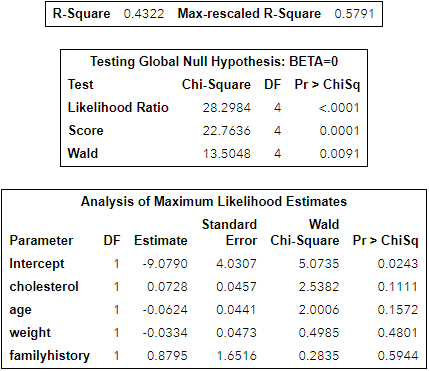 R-Square 0.4322 Max-rescaled R-Square 0.5791
Testing Global Null Hypothesis: BETA=0
Test Chi-Square DF Pr > ChiSq
Likelihood Ratio 28.2984 4 <.0001
Score 22.7636 4 0.0001
Wald 13.5048 4 0.0091
Analysis of Maximum Likelihood Estimates
Parameter DF Estimate Standard Error Wald Chi-Square Pr > ChiSq
Intercept 1 -9.0790 4.0307 5.0735 0.0243
cholesterol 1 0.0728 0.0457 2.5382 0.1111
age 1 -0.0624 0.0441 2.0006 0.1572
weight 1 -0.0334 0.0473 0.4985 0.4801
familyhistory 1 0.8795 1.6516 0.2835 0.5944